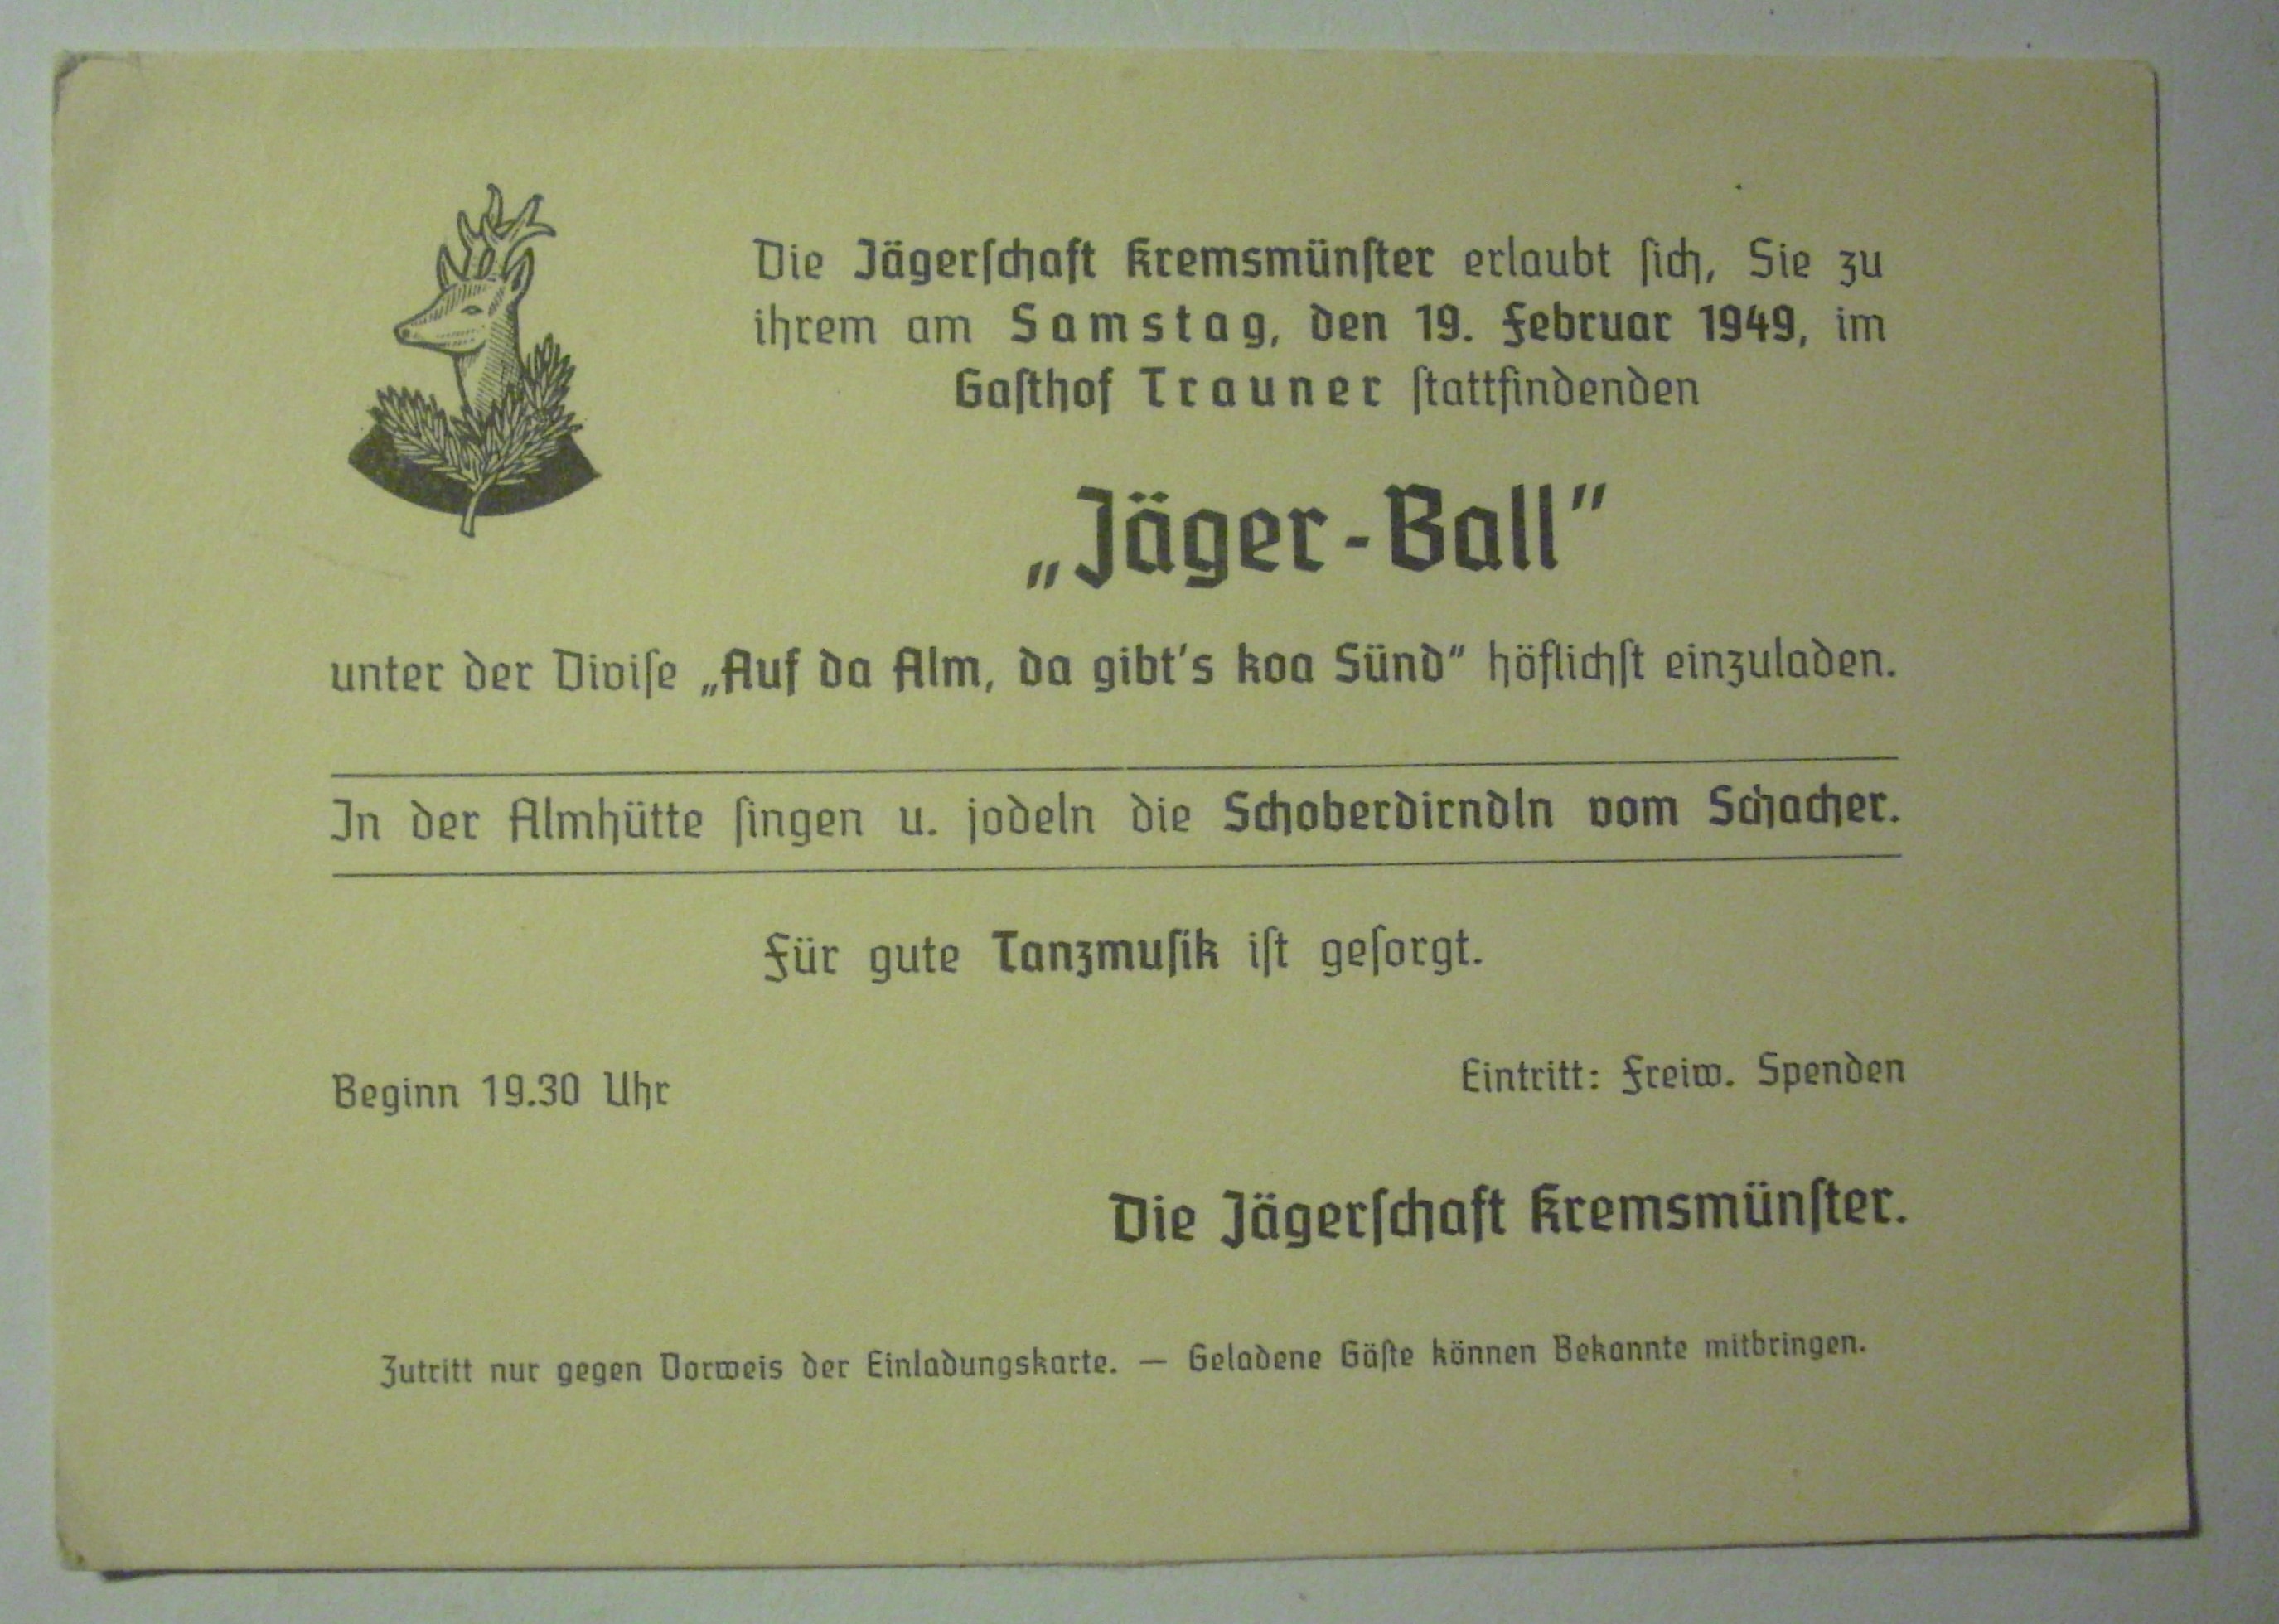 Die Jägerſchaft Kremsmünſter erlaubt ſich, Sie zu
ihrem am Samstag, den 19. Februar 1949, im
Gaſthof Trauner ſtattfindenden
„Jäger-Ball”
unter der Diviſe „Auf da Alm, da gibt's koa Sünd” höflichſt einzuladen.
In der Almhütte ſingen u. jodeln die Schoberdirndln vom Schacher.
Für gute Tanzmuſik iſt geſorgt.
Beginn 19.30 Uhr
Eintritt: Freiw. Spenden
Die Jägerſchaft Kremsmünſter.
Zutritt nur gegen Vorweis der Einladungskarte. — Geladene Gäſte können Bekannte mitbringen.